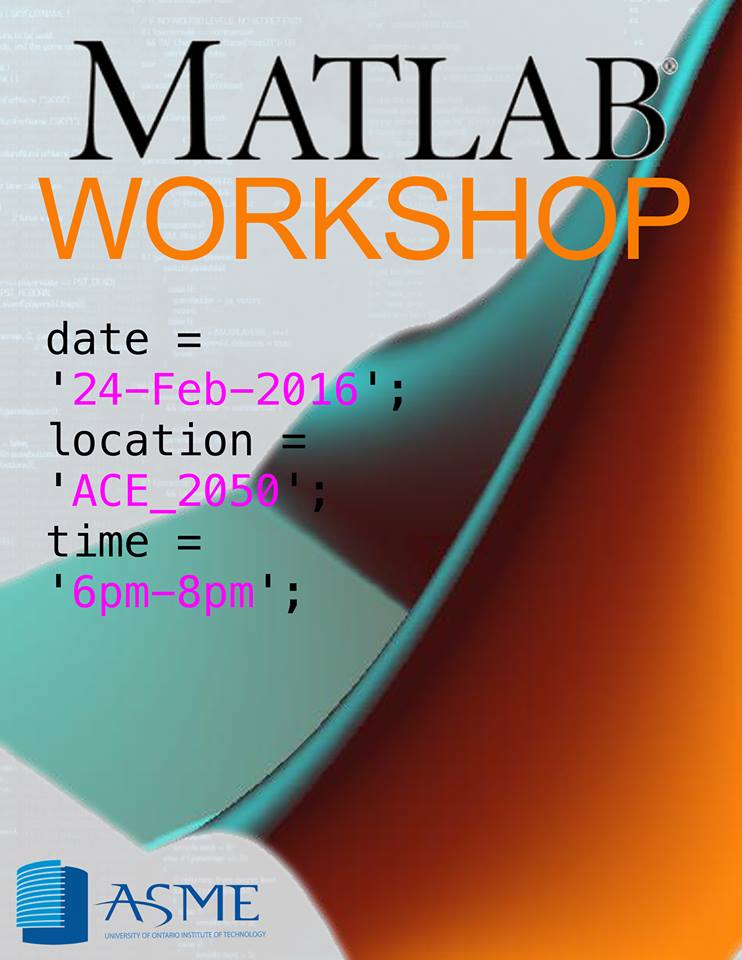 MATLAB®
WORKSHOP
date =
'24-Feb-2016';
location =
'ACE_2050';
time =
'6pm-8pm';
ASME
UNIVERSITY OF ONTARIO INSTITUTE OF TECHNOLOGY